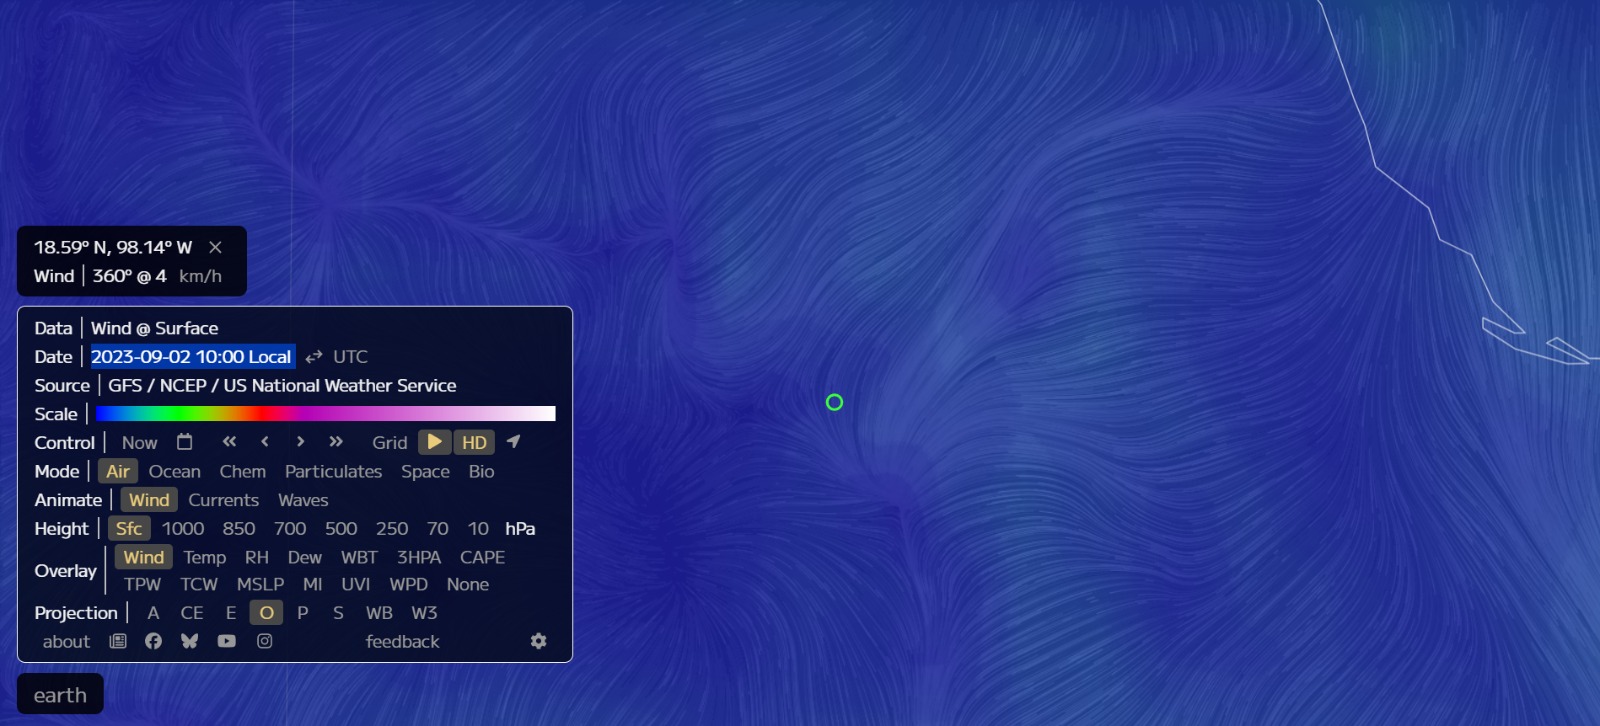 18.59° N, 98.14° W ×
Wind | 360° @ 4 km/h
Data | Wind @ Surface
Date | 2023-09-02 10:00 Local ⇄ UTC
Source | GFS / NCEP / US National Weather Service
Scale |
Control | Now Grid HD
Mode | Air Ocean Chem Particulates Space Bio
Animate | Wind Currents Waves
Height | Sfc 1000 850 700 500 250 70 10 hPa
Overlay | Wind Temp RH Dew WBT 3HPA CAPE
TPW TCW MSLP MI UVI WPD None
Projection | A CE E O P S WB W3
about feedback
earth